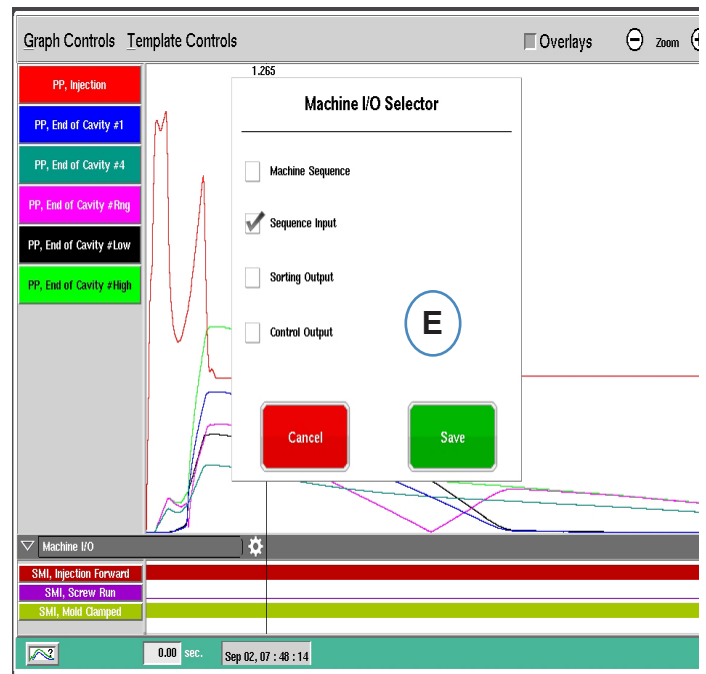 Graph Controls Template Controls Overlays Zoom
1.265
PP, Injection
PP, End of Cavity #1
PP, End of Cavity #4
PP, End of Cavity #Rng
PP, End of Cavity #Low
PP, End of Cavity #High
Machine I/O Selector
Machine Sequence
Sequence Input
Sorting Output
Control Output
E
Cancel Save
Machine I/O
SMI, Injection Forward
SMI, Screw Run
SMI, Mold Clamped
0.00 sec. Sep 02, 07 : 48 : 14